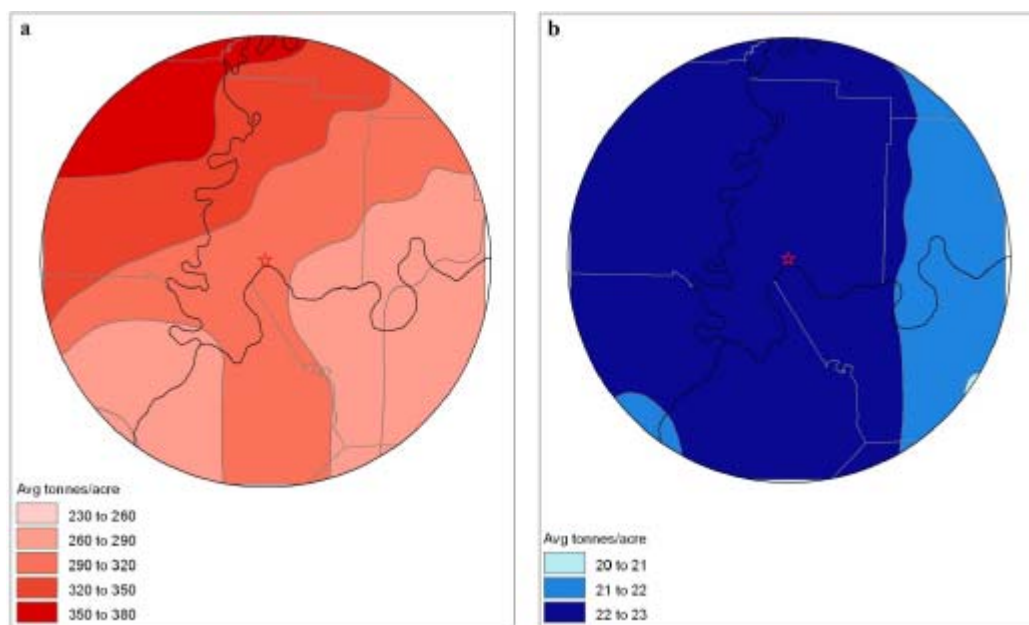 a
Avg tonnes/acre
230 to 260
260 to 290
290 to 320
320 to 350
350 to 380
b
Avg tonnes/acre
20 to 21
21 to 22
22 to 23